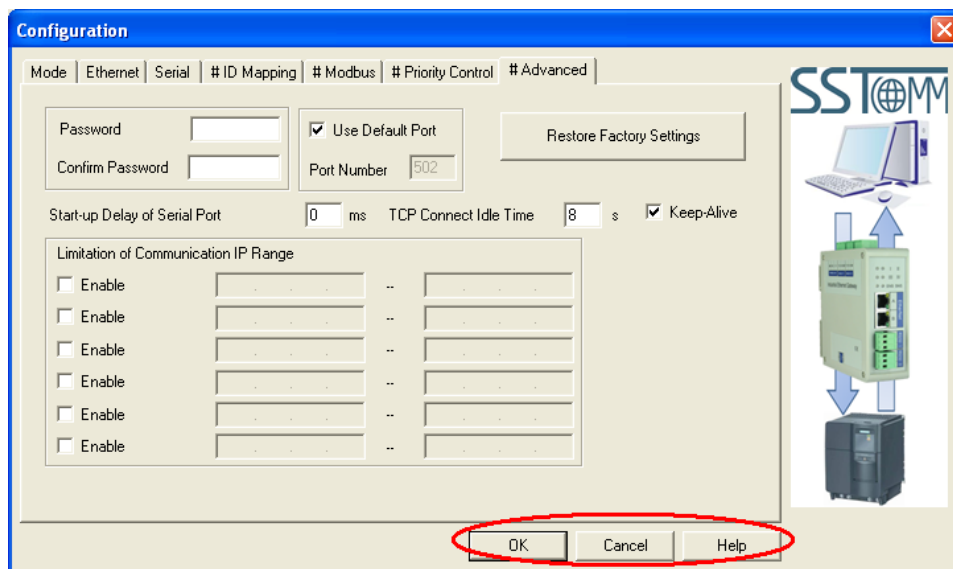 Configuration
Mode Ethernet Serial # ID Mapping # Modbus # Priority Control # Advanced
SSTCOMM
Password
Confirm Password
Use Default Port
Port Number 502
Restore Factory Settings
Start-up Delay of Serial Port 0 ms TCP Connect Idle Time 8 s Keep-Alive
Limitation of Communication IP Range
Enable . . . -- . . .
Enable . . . -- . . .
Enable . . . -- . . .
Enable . . . -- . . .
Enable . . . -- . . .
Enable . . . -- . . .
OK Cancel Help